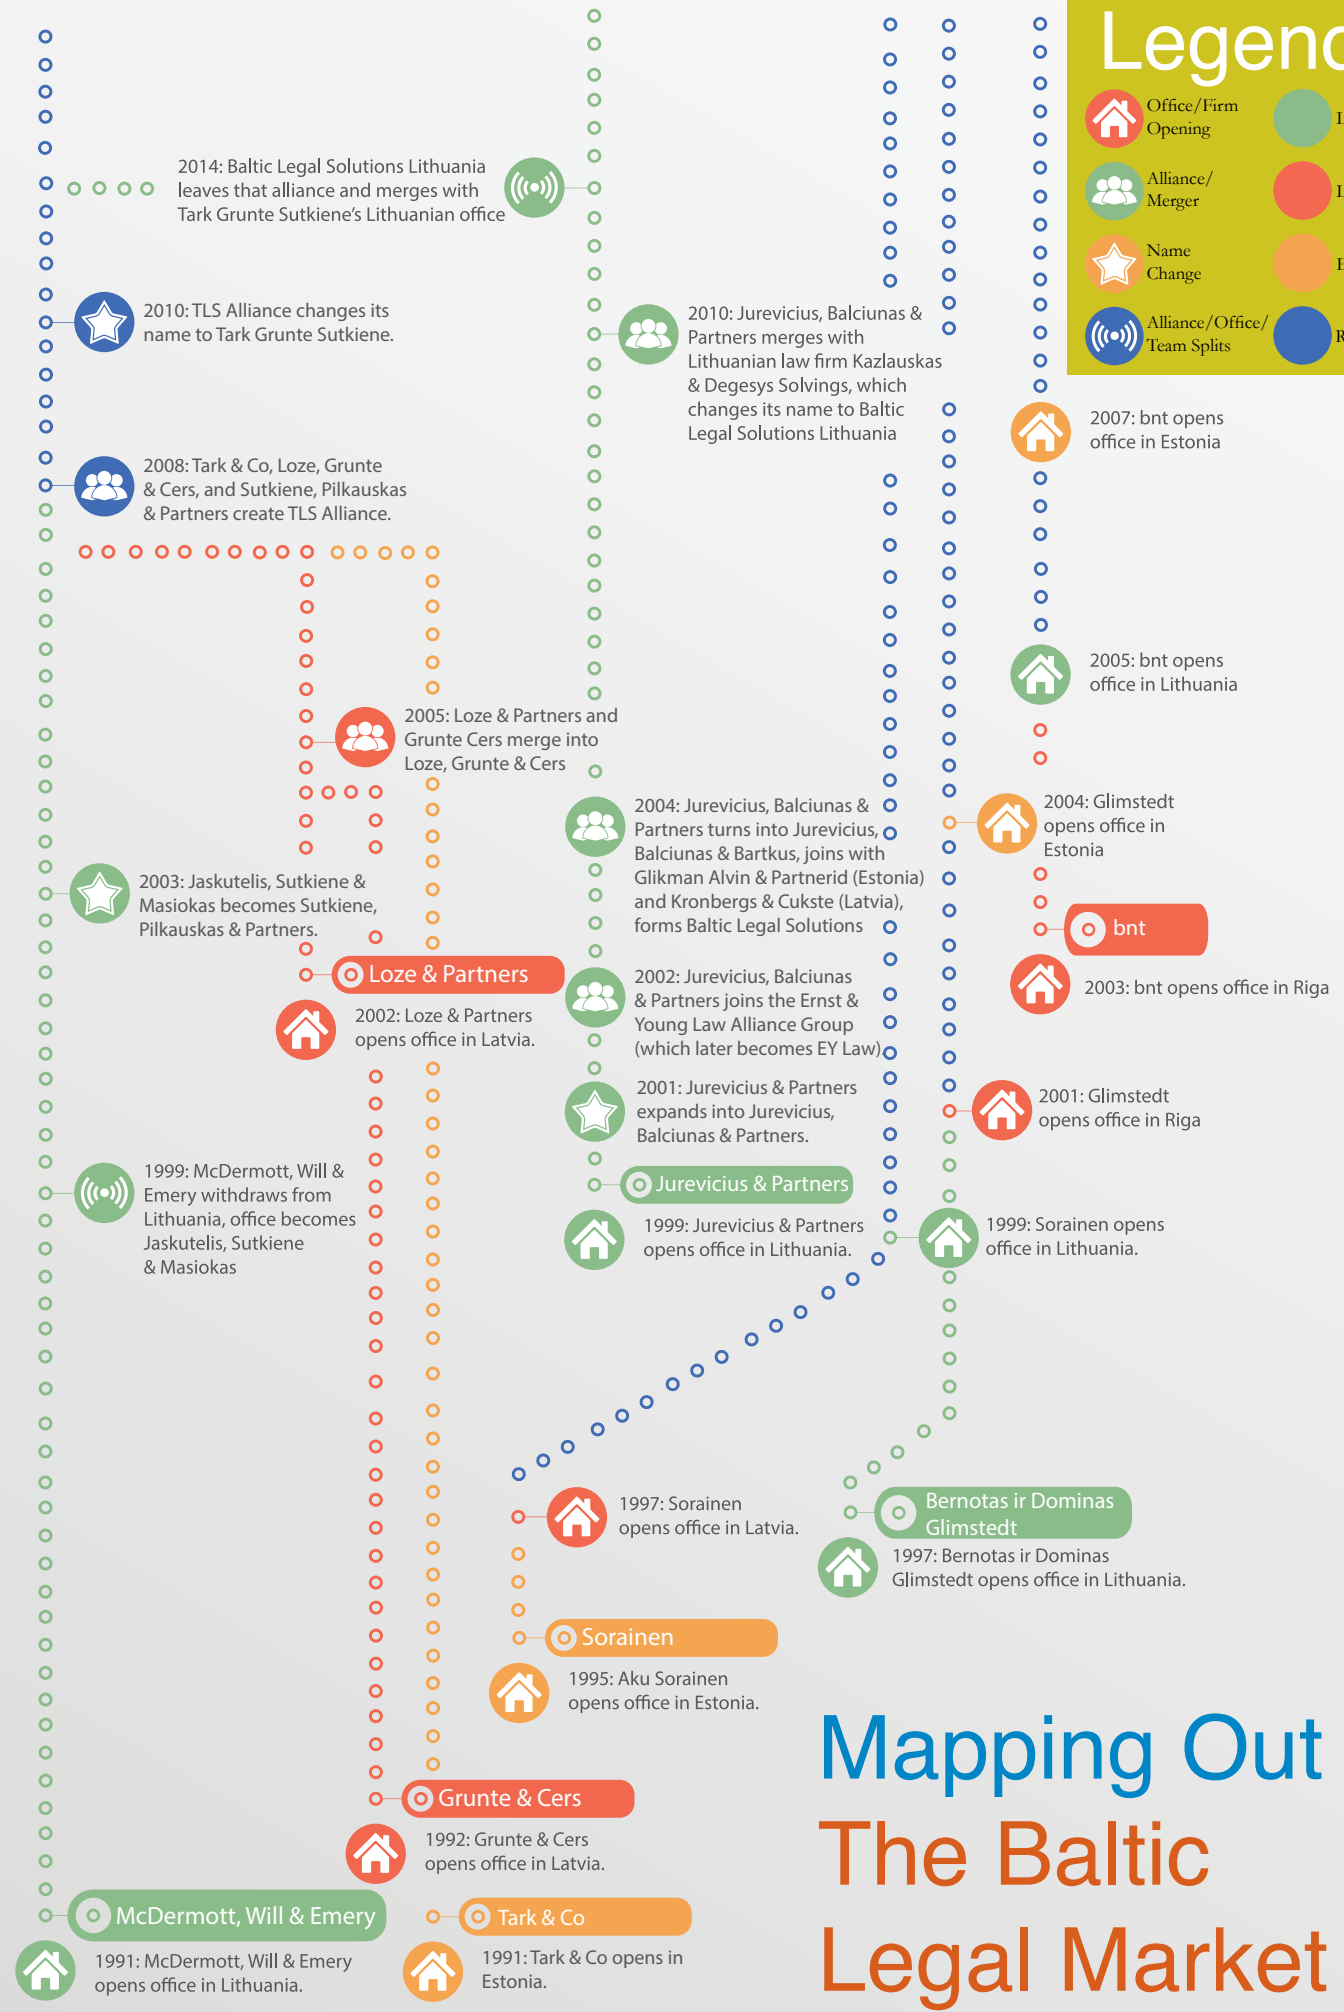 Legend
Office/Firm
Opening
Alliance/
Merger
Name
Change
Alliance/Office/
Team Splits
2014: Baltic Legal Solutions Lithuania
leaves that alliance and merges with
Tark Grunte Sutkiene's Lithuanian office
2010: TLS Alliance changes its
name to Tark Grunte Sutkiene.
2010: Jurevicius, Balciunas &
Partners merges with
Lithuanian law firm Kazlauskas
& Degesys Solvings, which
changes its name to Baltic
Legal Solutions Lithuania
2007: bnt opens
office in Estonia
2008: Tark & Co, Loze, Grunte
& Cers, and Sutkiene, Pilkauskas
& Partners create TLS Alliance.
2005: bnt opens
office in Lithuania
2005: Loze & Partners and
Grunte Cers merge into
Loze, Grunte & Cers
2004: Jurevicius, Balciunas &
Partners turns into Jurevicius,
Balciunas & Bartkus, joins with
Glikman Alvin & Partnerid (Estonia)
and Kronbergs & Cukste (Latvia),
forms Baltic Legal Solutions
2004: Glimstedt
opens office in
Estonia
2003: Jaskutelis, Sutkiene &
Masiokas becomes Sutkiene,
Pilkauskas & Partners.
bnt
2003: bnt opens office in Riga
Loze & Partners
2002: Loze & Partners
opens office in Latvia.
2002: Jurevicius, Balciunas
& Partners joins the Ernst &
Young Law Alliance Group
(which later becomes EY Law).
2001: Jurevicius & Partners
expands into Jurevicius,
Balciunas & Partners.
2001: Glimstedt
opens office in Riga
1999: McDermott, Will &
Emery withdraws from
Lithuania, office becomes
Jaskutelis, Sutkiene
& Masiokas
Jurevicius & Partners
1999: Jurevicius & Partners
opens office in Lithuania.
1999: Sorainen opens
office in Lithuania.
1997: Sorainen
opens office in Latvia.
Bernotas ir Dominas
Glimstedt
1997: Bernotas ir Dominas
Glimstedt opens office in Lithuania.
Sorainen
1995: Aku Sorainen
opens office in Estonia.
Grunte & Cers
1992: Grunte & Cers
opens office in Latvia.
McDermott, Will & Emery
1991: McDermott, Will & Emery
opens office in Lithuania.
Tark & Co
1991: Tark & Co opens in
Estonia.
Mapping Out
The Baltic
Legal Market